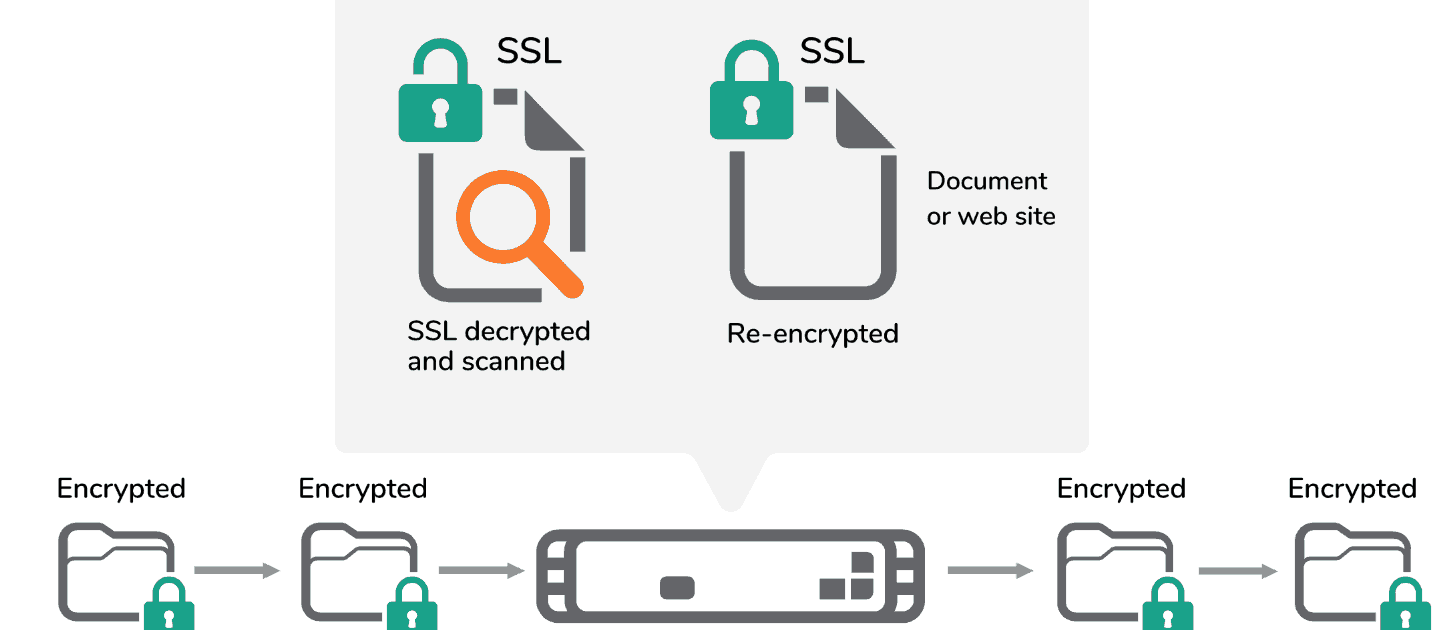 SSL
SSL
Document
or web site
SSL decrypted
and scanned
Re-encrypted
Encrypted
Encrypted
Encrypted
Encrypted